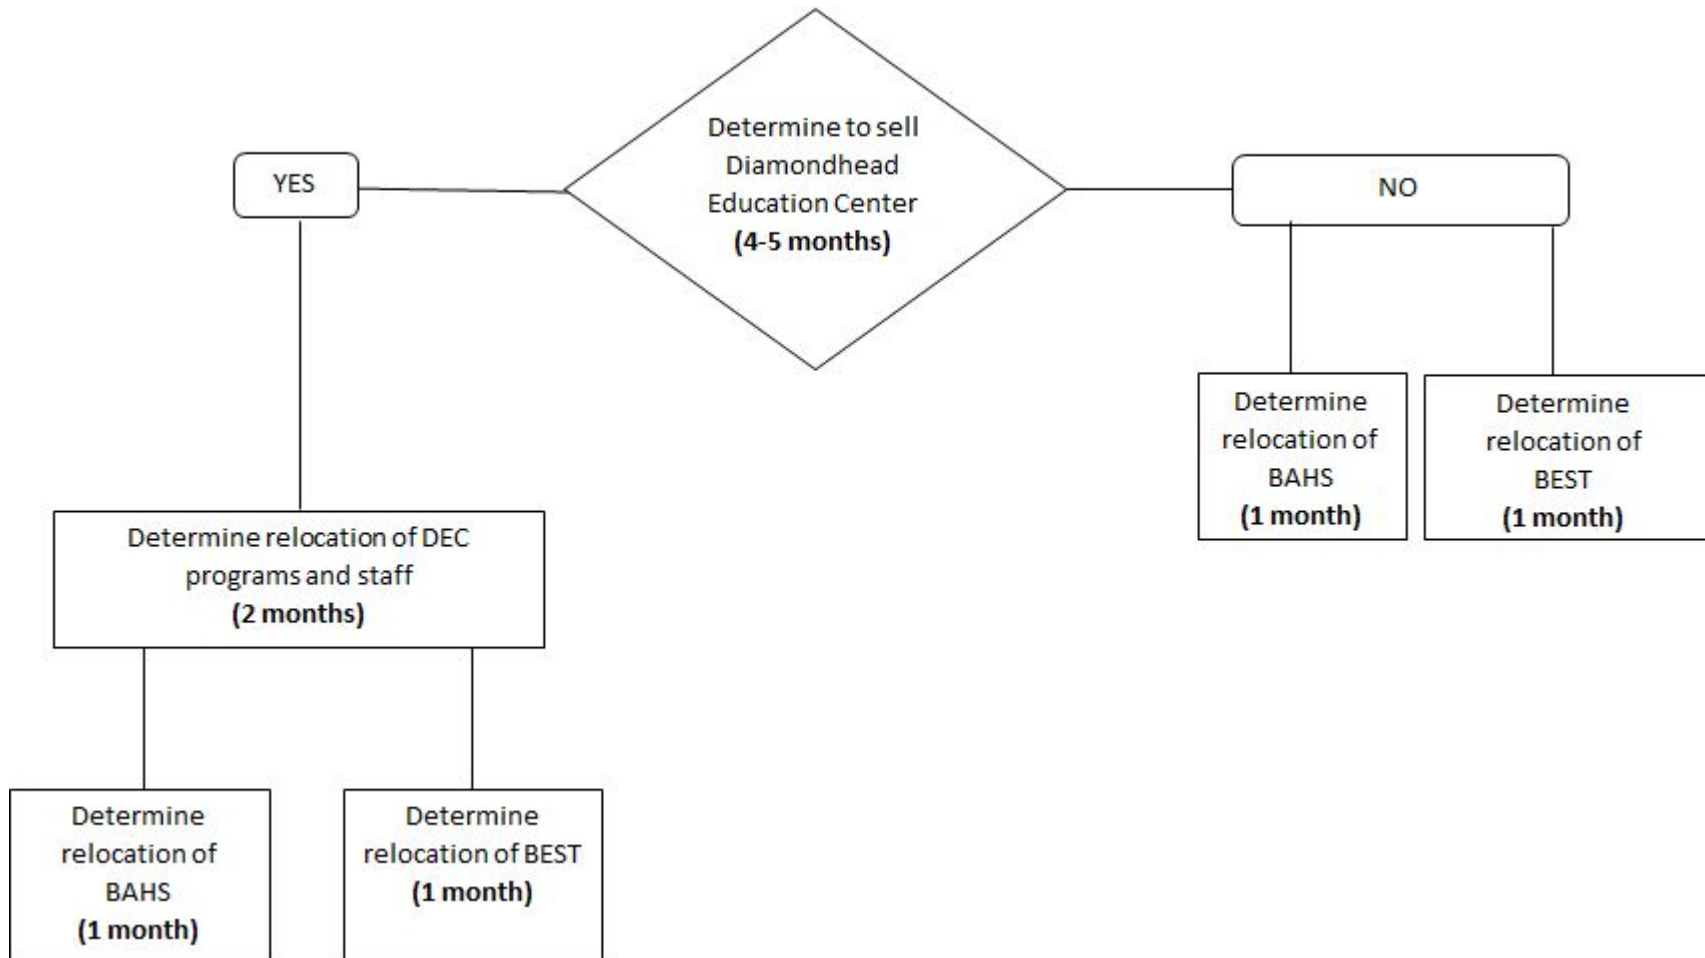 Determine to sell
Diamondhead
Education Center
(4-5 months)
YES
NO
Determine
relocation of
BAHS
(1 month)
Determine
relocation of
BEST
(1 month)
Determine relocation of DEC
programs and staff
(2 months)
Determine
relocation of
BAHS
(1 month)
Determine
relocation of BEST
(1 month)